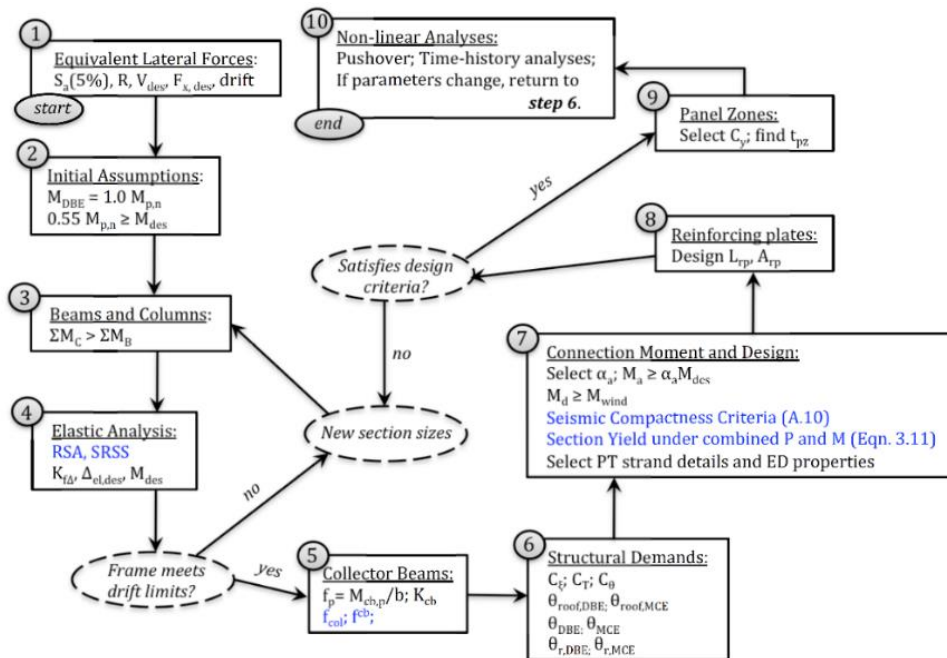 1
Equivalent Lateral Forces:
Sa(5%), R, Vdes, Fx, des, drift
start
2
Initial Assumptions:
MDBE = 1.0 Mp,n
0.55 Mp,n ≥ Mdes
3
Beams and Columns:
ΣMC > ΣMB
4
Elastic Analysis:
RSA, SRSS
KfΔ, Δel,des, Mdes
Frame meets
drift limits?
no
yes
New section sizes
5
Collector Beams:
fp= Mcb,p/b; Kcb
fcol; fcb;
6
Structural Demands:
Cξ; CT; Cθ
θroof,DBE; θroof,MCE
θDBE; θMCE
θr,DBE; θr,MCE
7
Connection Moment and Design:
Select αa; Ma ≥ αaMdes
Md ≥ Mwind
Seismic Compactness Criteria (A.10)
Section Yield under combined P and M (Eqn. 3.11)
Select PT strand details and ED properties
8
Reinforcing plates:
Design Lrp, Arp
Satisfies design
criteria?
no
yes
9
Panel Zones:
Select Cy; find tpz
10
Non-linear Analyses:
Pushover; Time-history analyses;
If parameters change, return to
step 6.
end